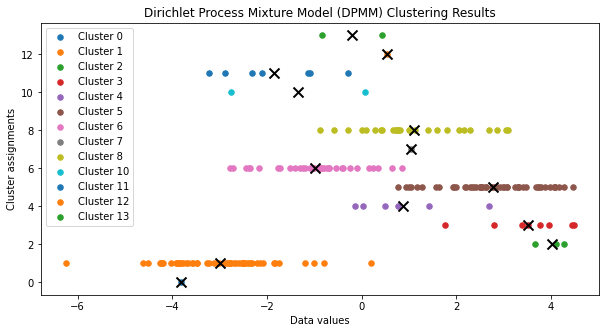 Dirichlet Process Mixture Model (DPMM) Clustering Results
Cluster assignments
12
10
8
6
4
2
0
Cluster 0
Cluster 1
Cluster 2
Cluster 3
Cluster 4
Cluster 5
Cluster 6
Cluster 7
Cluster 8
Cluster 10
Cluster 11
Cluster 12
Cluster 13
−6 −4 −2 0 2 4
Data values